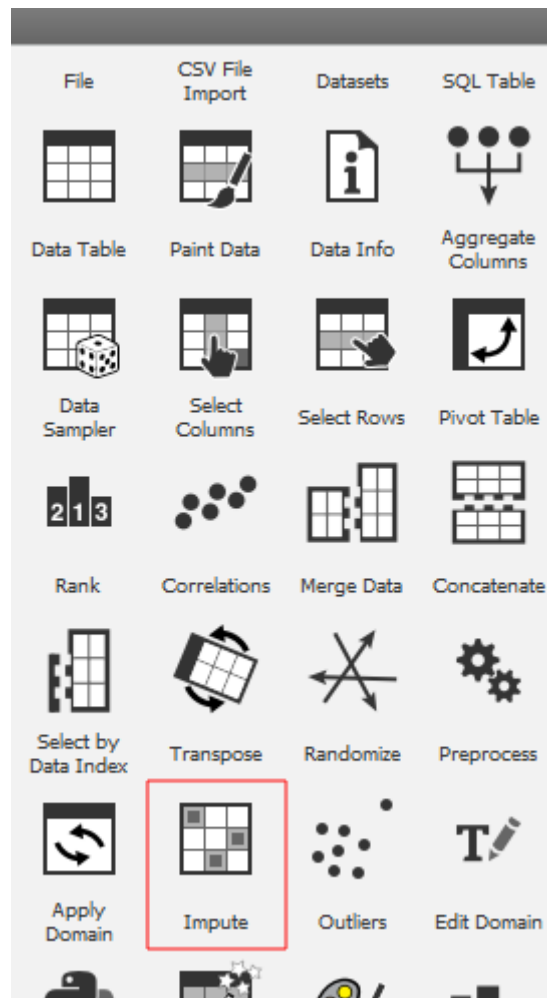 File
CSV File
Import
Datasets
SQL Table
i
Data Table
Paint Data
Data Info
Aggregate
Columns
Data
Sampler
Select
Columns
Select Rows
Pivot Table
2 1 3
Rank
Correlations
Merge Data
Concatenate
Select by
Data Index
Transpose
Randomize
Preprocess
T
Apply
Domain
Impute
Outliers
Edit Domain